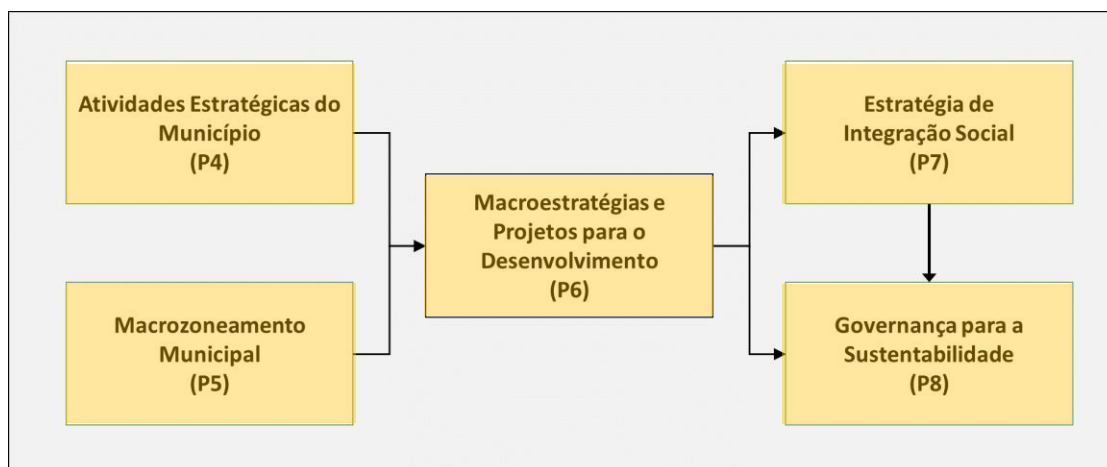 Atividades Estratégicas do
Município
(P4)
Macrozoneamento
Municipal
(P5)
Macroestratégias e
Projetos para o
Desenvolvimento
(P6)
Estratégia de
Integração Social
(P7)
Governança para a
Sustentabilidade
(P8)